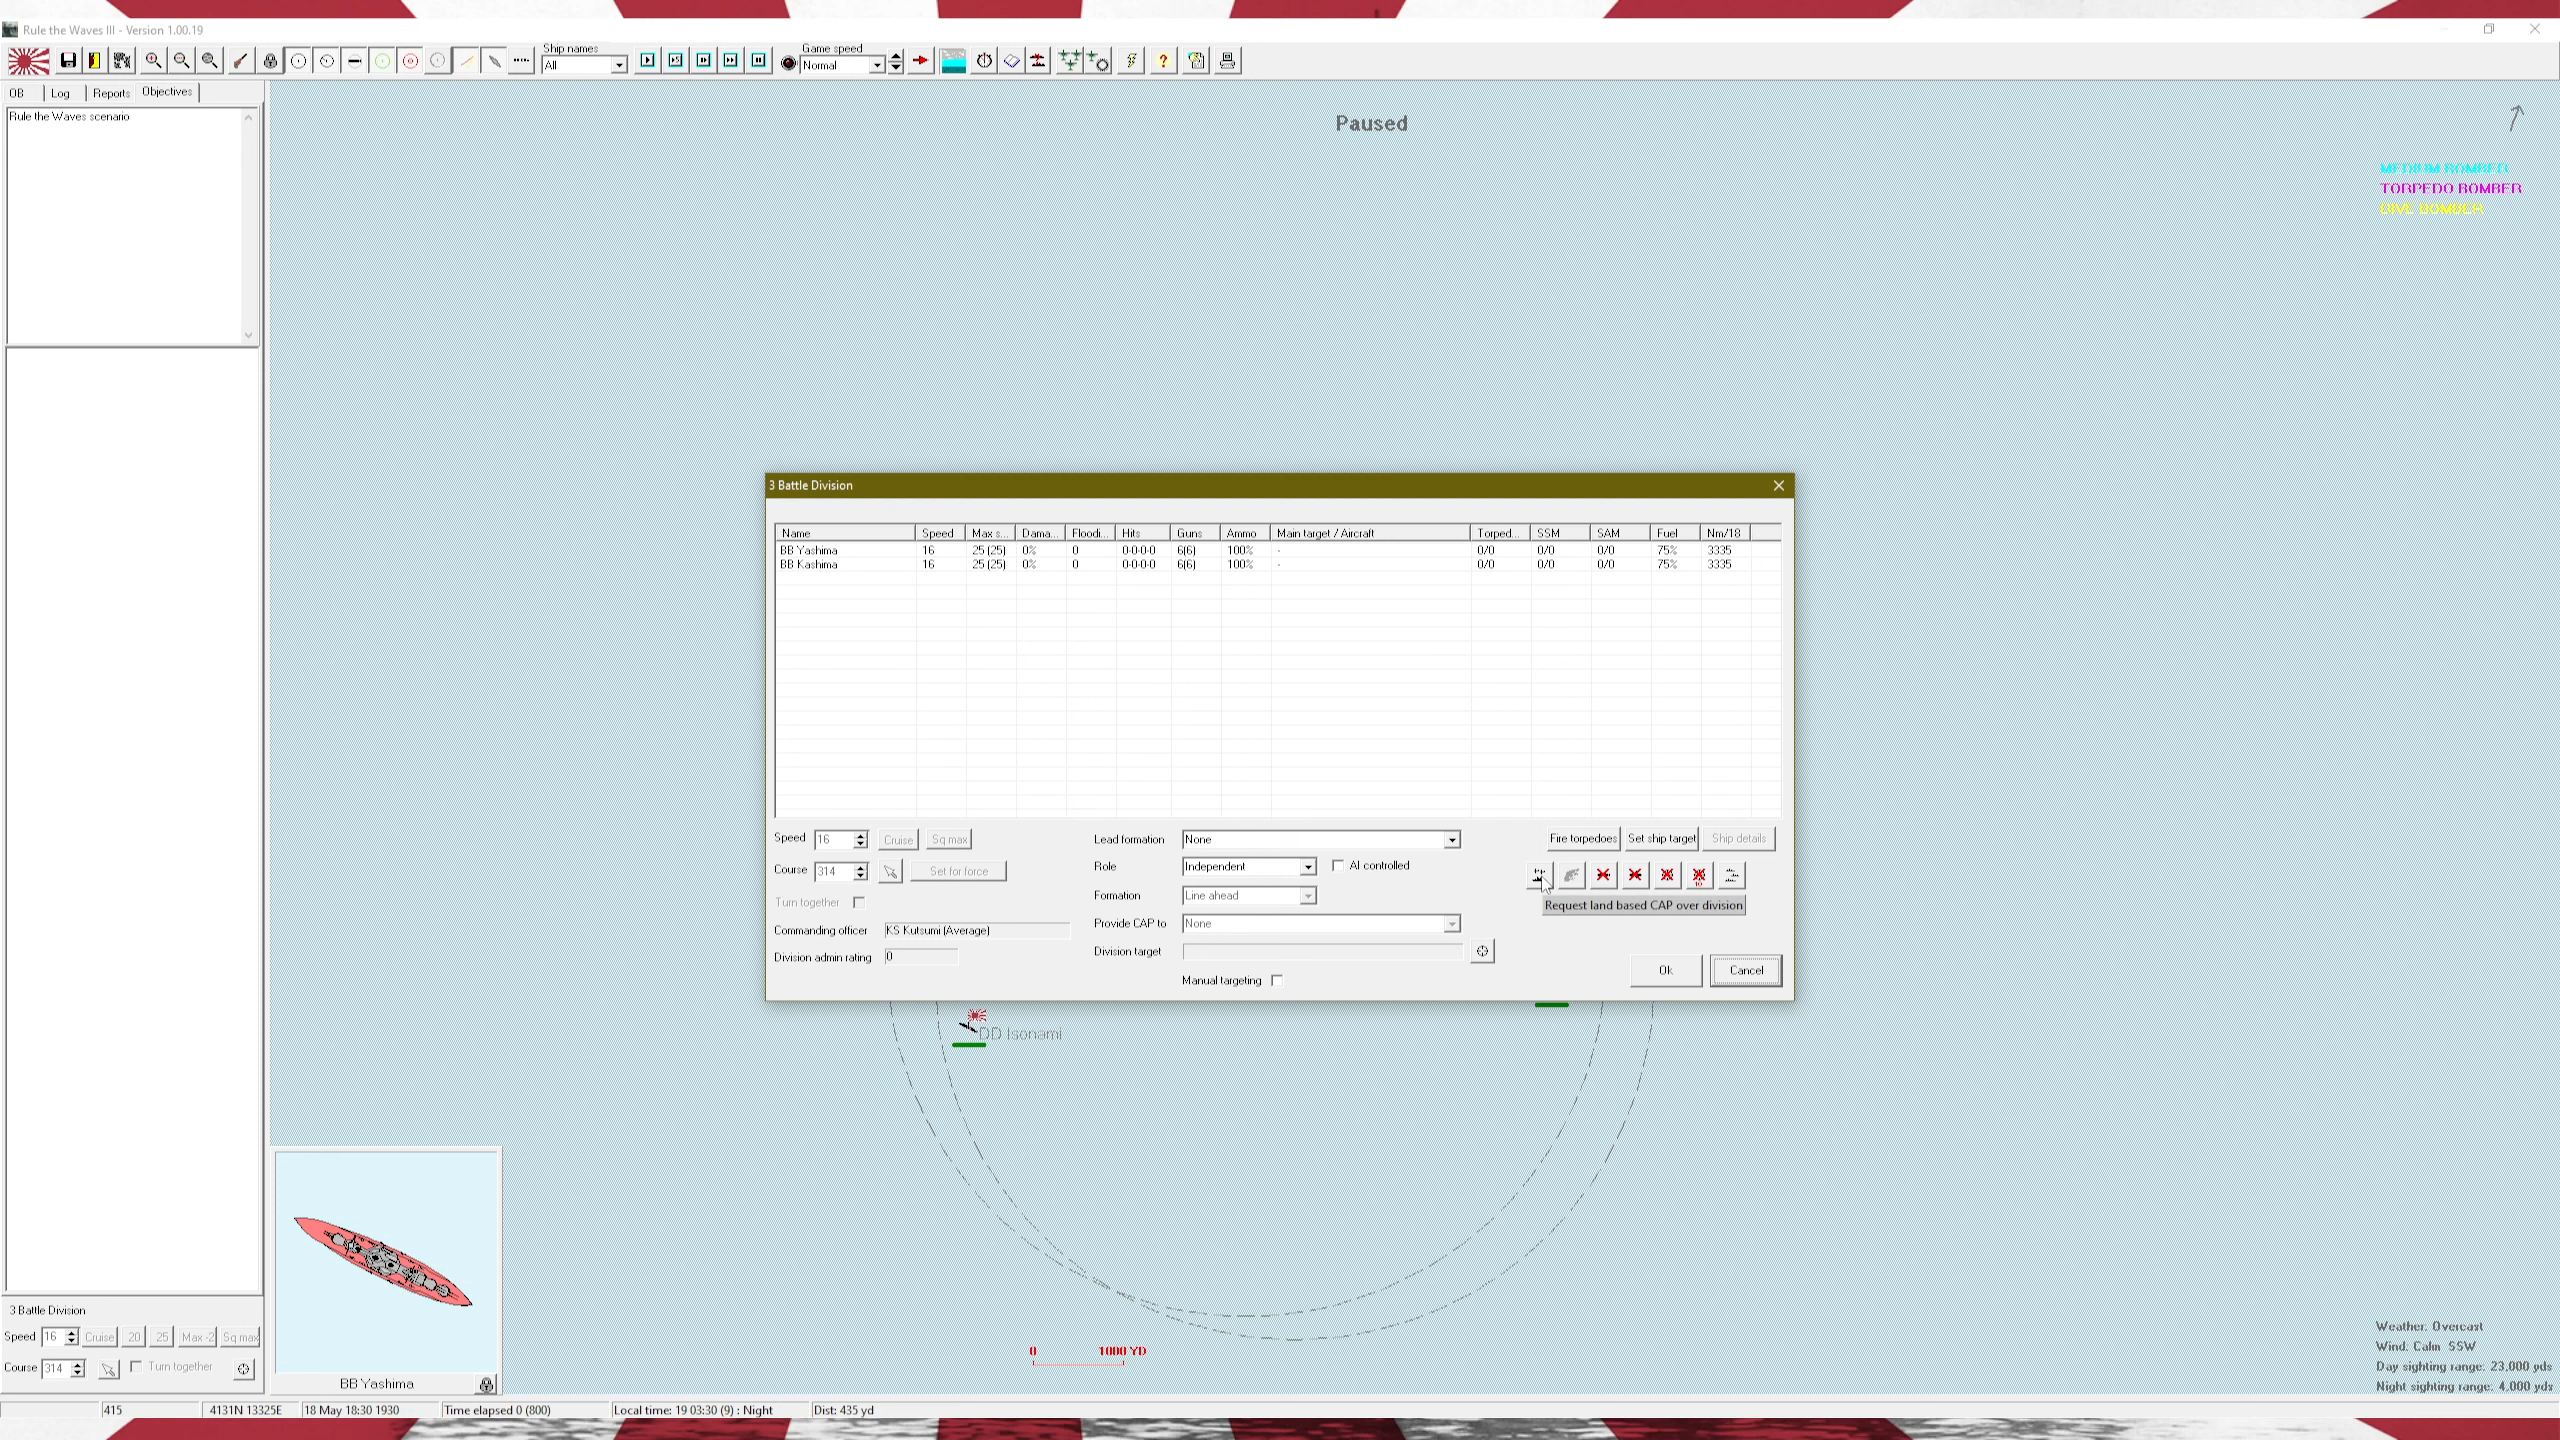 Rule the Waves III - Version 1.00.19
Ship names
All
Game speed
Normal
OB
Log
Reports
Objectives
Rule the Waves scenario
Paused
MEDIUM BOMBER
TORPEDO BOMBER
DIVE BOMBER
3 Battle Division
Name Speed Max s... Dama... Floodi... Hits Guns Ammo Main target / Aircraft Torped... SSM SAM Fuel Nm/18
BB Yashima 16 25 (25) 0% 0 0-0-0-0 6(6) 100% - 0/0 0/0 0/0 75% 3335
BB Kashima 16 25 (25) 0% 0 0-0-0-0 6(6) 100% - 0/0 0/0 0/0 75% 3335
Speed 16 Cruise Sq max
Lead formation None
Fire torpedoes Set ship target Ship details
Course 314 Set for force
Role Independent AI controlled
Turn together
Formation Line ahead
Request land based CAP over division
Commanding officer KS Kutsumi (Average)
Provide CAP to None
Division admin rating 0
Division target
Manual targeting
Ok Cancel
DD Isonami
3 Battle Division
Speed 16 Cruise 20 25 Max -2 Sq max
Course 314 Turn together
BB Yashima
0 1000 YD
Weather: Overcast
Wind: Calm SSW
Day sighting range: 23,000 yds
Night sighting range: 4,000 yds
415 4131N 13325E 18 May 18:30 1930 Time elapsed 0 (800) Local time: 19 03:30 (9) : Night Dist: 435 yd